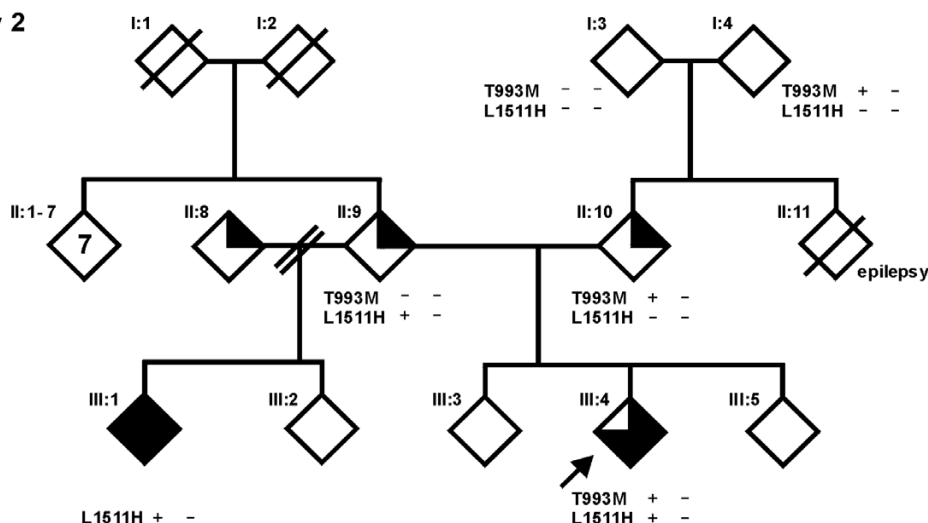 2
I:1
I:2
I:3
I:4
T993M - -
L1511H - -
T993M + -
L1511H - -
II:1-7
7
II:8
II:9
II:10
II:11
epilepsy
T993M - -
L1511H + -
T993M + -
L1511H - -
III:1
III:2
III:3
III:4
III:5
L1511H + -
T993M + -
L1511H + -